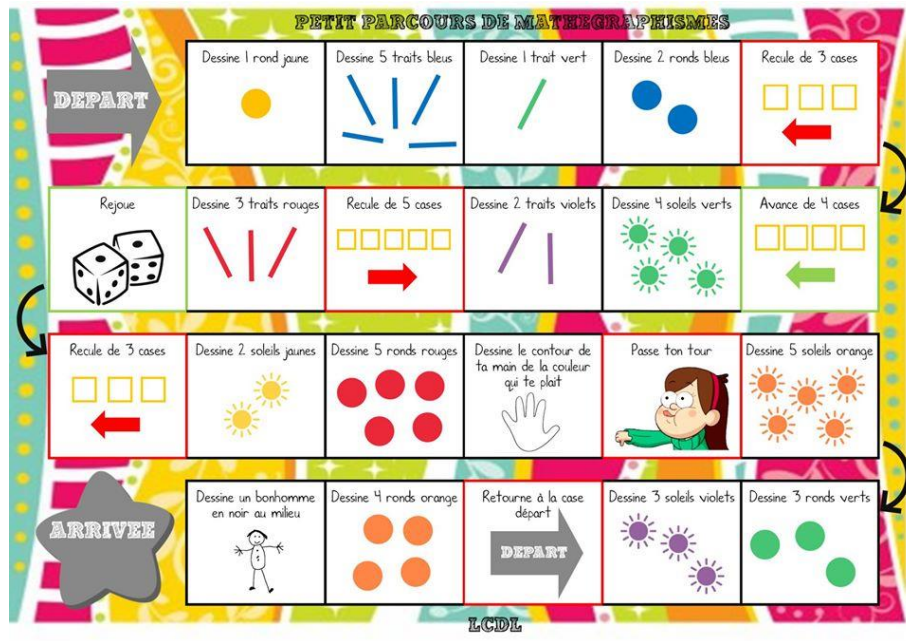 PETIT PARCOURS DE MATHEGRAPHISMES
DEPART
Dessine 1 rond jaune
Dessine 5 traits bleus
Dessine 1 trait vert
Dessine 2 ronds bleus
Recule de 3 cases
Rejoue
Dessine 3 traits rouges
Recule de 5 cases
Dessine 2 traits violets
Dessine 4 soleils verts
Avance de 4 cases
Recule de 3 cases
Dessine 2 soleils jaunes
Dessine 5 ronds rouges
Dessine le contour de
ta main de la couleur
qui te plait
Passe ton tour
Dessine 5 soleils orange
ARRIVEE
Dessine un bonhomme
en noir au milieu
Dessine 4 ronds orange
Retourne à la case
départ
DEPART
Dessine 3 soleils violets
Dessine 3 ronds verts
LCDL